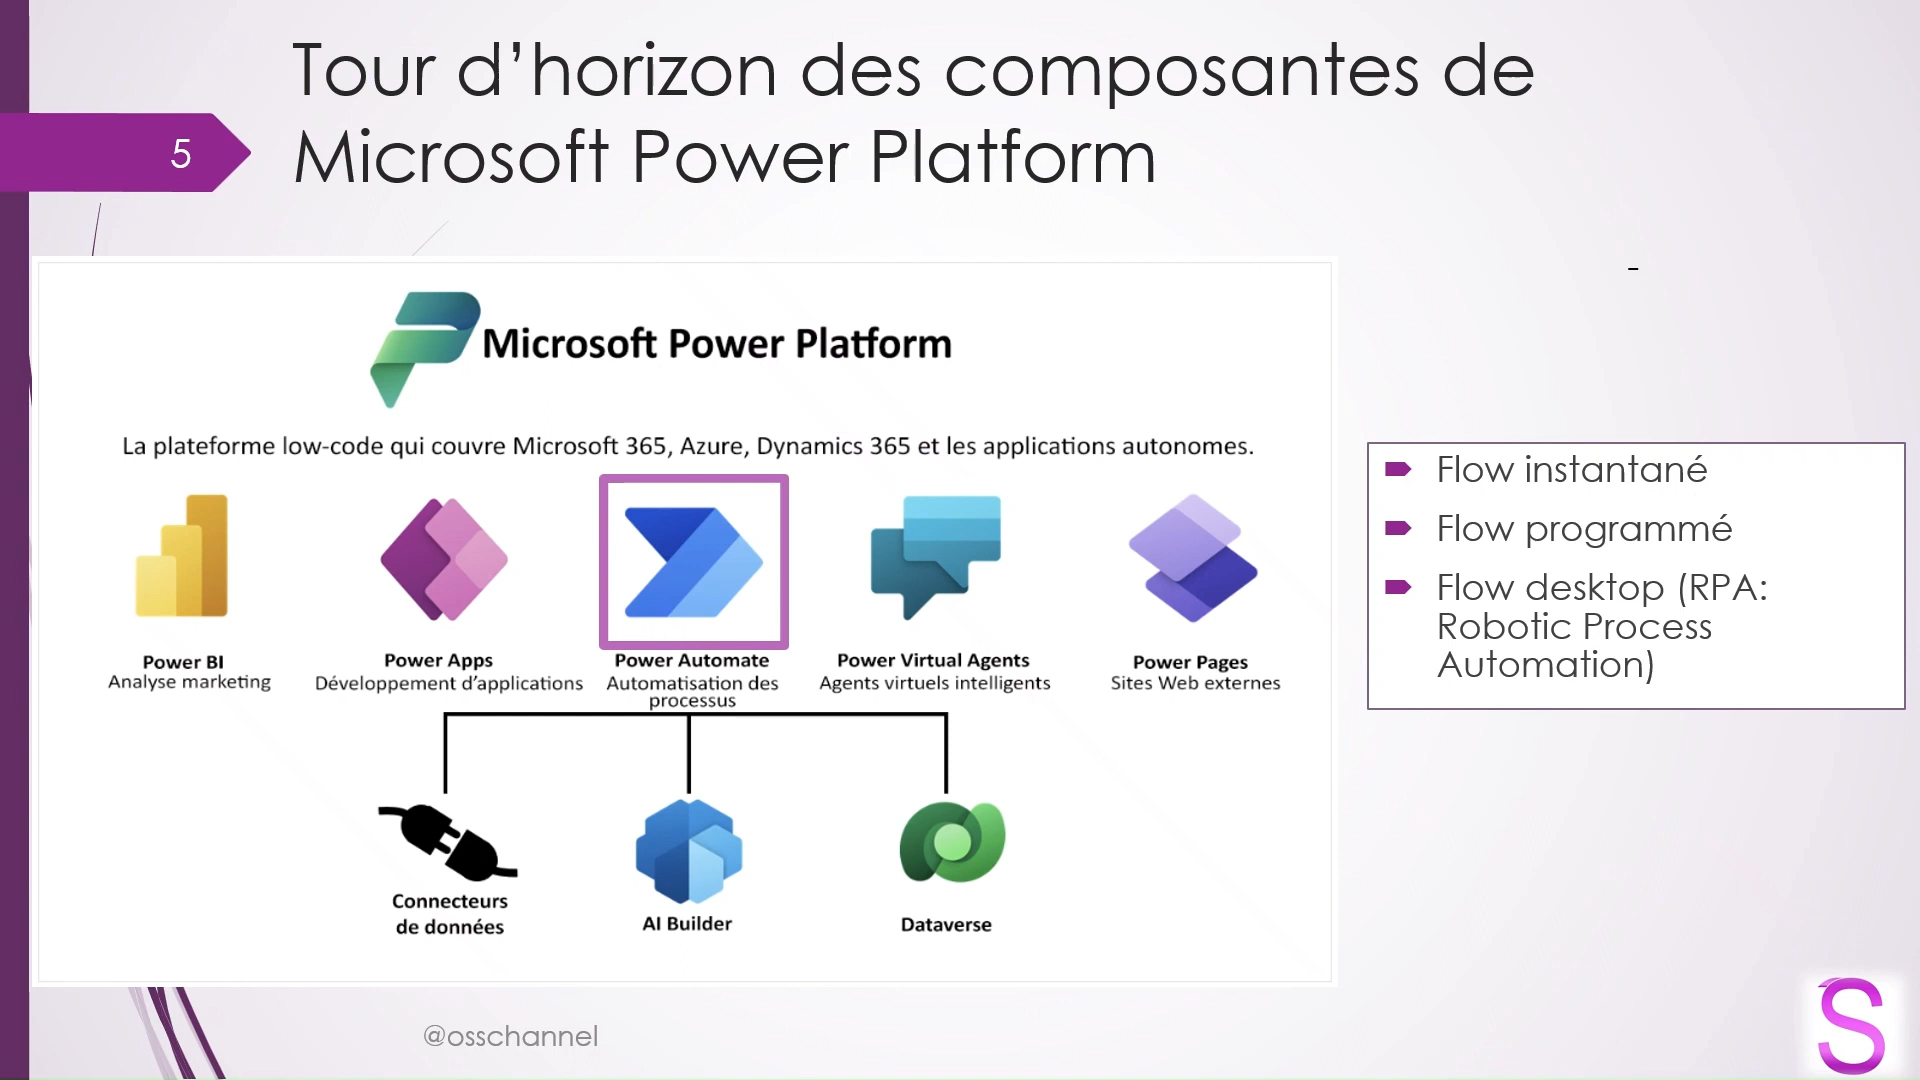 Tour d’horizon des composantes de
Microsoft Power Platform
5
-
Microsoft Power Platform
La plateforme low-code qui couvre Microsoft 365, Azure, Dynamics 365 et les applications autonomes.
Power BI
Analyse marketing
Power Apps
Développement d’applications
Power Automate
Automatisation des
processus
Power Virtual Agents
Agents virtuels intelligents
Power Pages
Sites Web externes
Connecteurs
de données
AI Builder
Dataverse
Flow instantané
Flow programmé
Flow desktop (RPA:
Robotic Process
Automation)
@osschannel
S